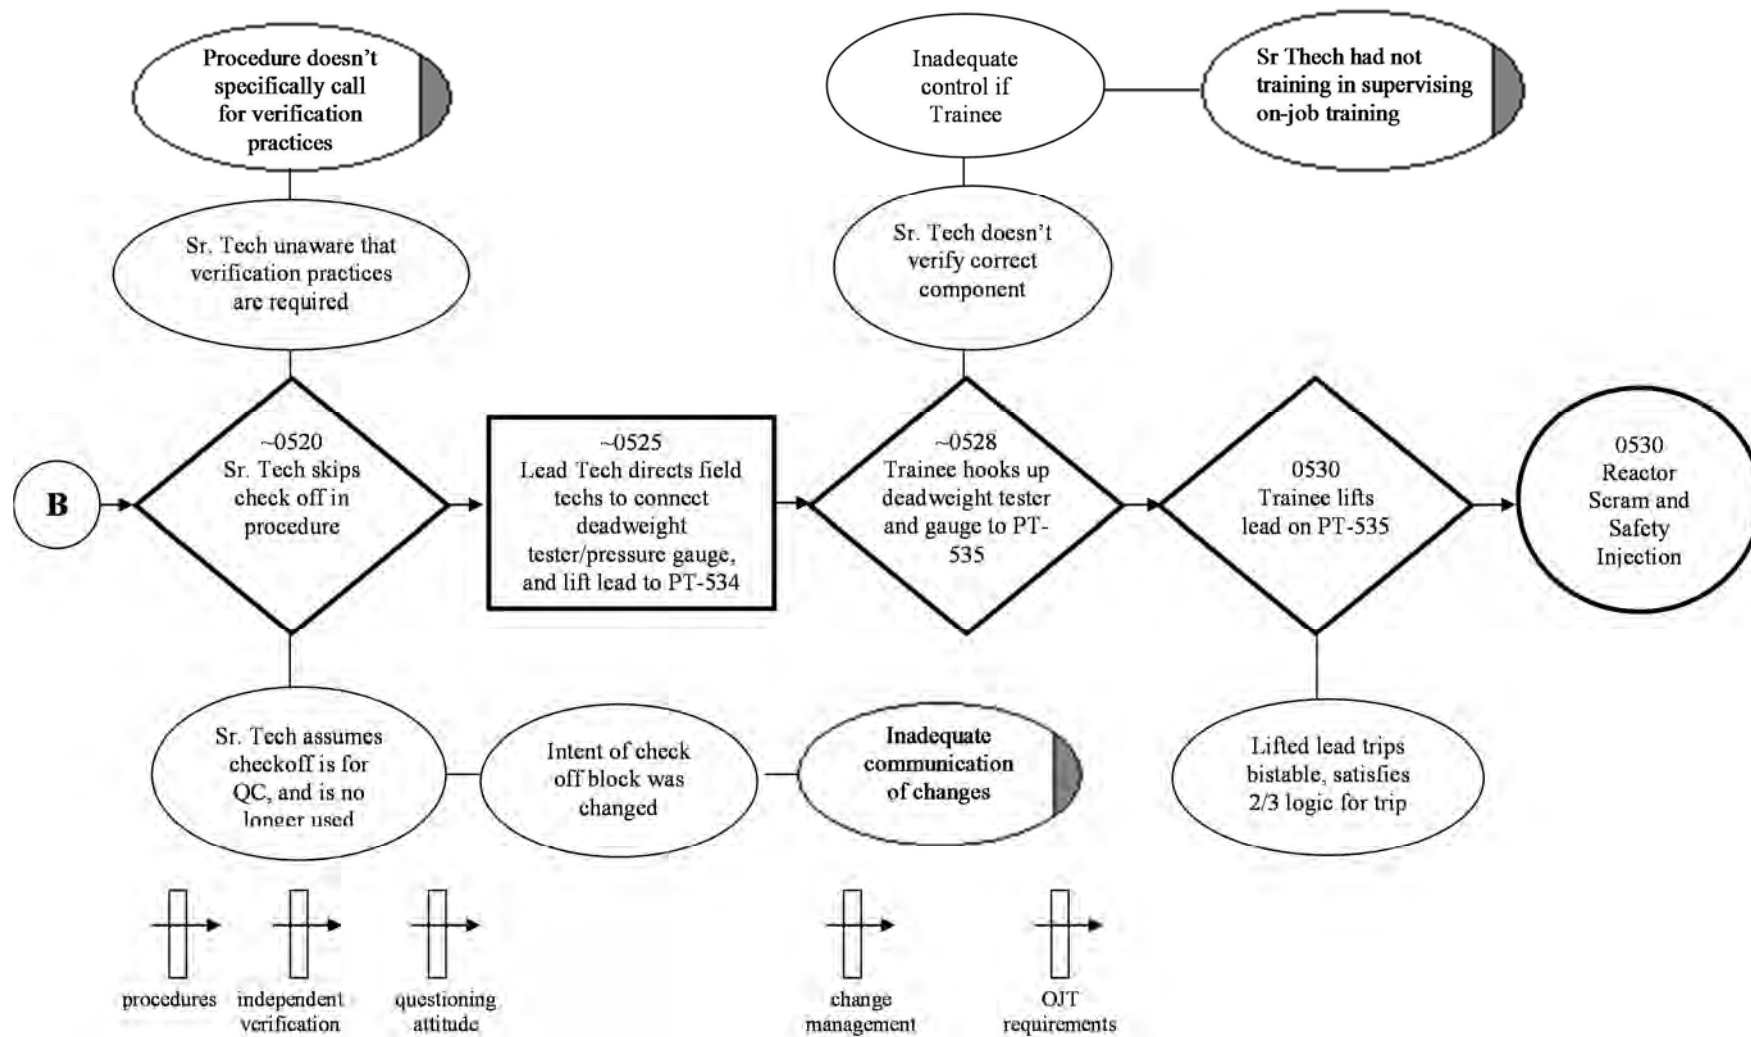 Procedure doesn't
specifically call
for verification
practices
Inadequate
control if
Trainee
Sr Thech had not
training in supervising
on-job training
Sr. Tech unaware that
verification practices
are required
Sr. Tech doesn't
verify correct
component
B
~0520
Sr. Tech skips
check off in
procedure
~0525
Lead Tech directs field
techs to connect
deadweight
tester/pressure gauge,
and lift lead to PT-534
~0528
Trainee hooks up
deadweight tester
and gauge to PT-
535
0530
Trainee lifts
lead on PT-535
0530
Reactor
Scram and
Safety
Injection
Sr. Tech assumes
checkoff is for
QC, and is no
longer used
Intent of check
off block was
changed
Inadequate
communication
of changes
Lifted lead trips
bistable, satisfies
2/3 logic for trip
procedures
independent
verification
questioning
attitude
change
management
OJT
requirements